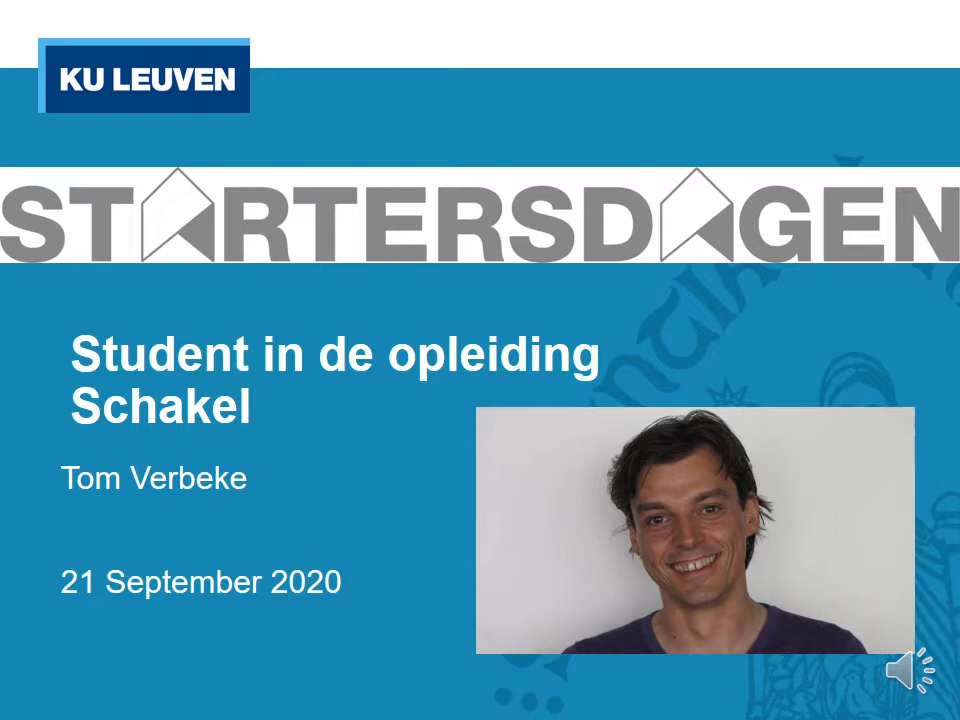 KU LEUVEN
STARTERSDAGEN
Student in de opleiding
Schakel
Tom Verbeke
21 September 2020